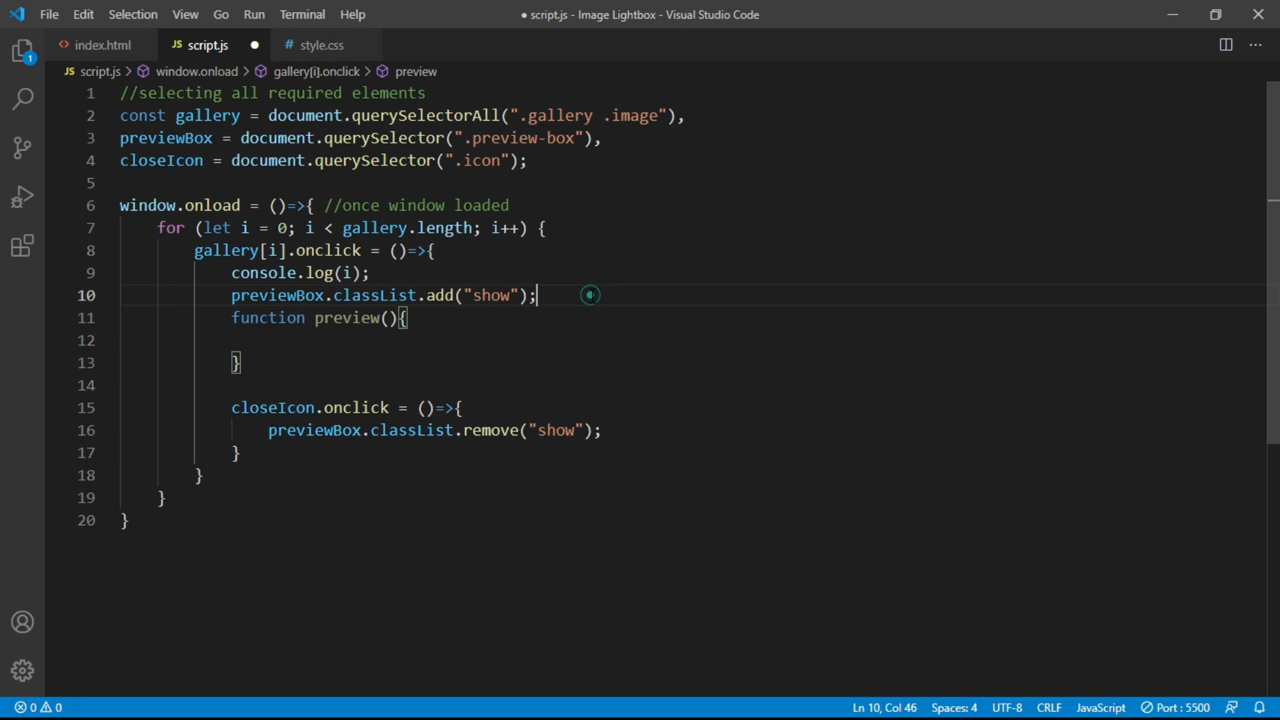 File Edit Selection View Go Run Terminal Help ● script.js - Image Lightbox - Visual Studio Code
<> index.html JS script.js ● # style.css
1
JS script.js > window.onload > gallery[i].onclick > preview
1 //selecting all required elements
2 const gallery = document.querySelectorAll(".gallery .image"),
3 previewBox = document.querySelector(".preview-box"),
4 closeIcon = document.querySelector(".icon");
5
6 window.onload = ()=>{ //once window loaded
7 for (let i = 0; i < gallery.length; i++) {
8 gallery[i].onclick = ()=>{
9 console.log(i);
10 previewBox.classList.add("show");
11 function preview(){
12
13 }
14
15 closeIcon.onclick = ()=>{
16 previewBox.classList.remove("show");
17 }
18 }
19 }
20 }
0 0 Ln 10, Col 46 Spaces: 4 UTF-8 CRLF JavaScript Port : 5500